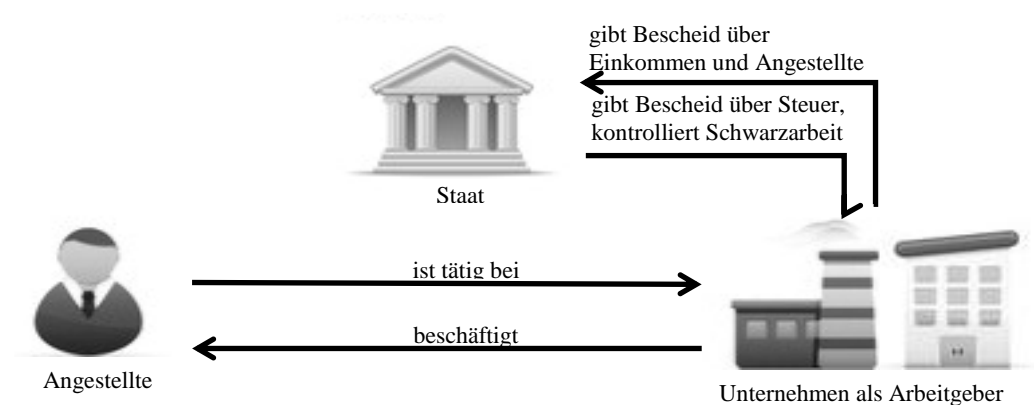 gibt Bescheid über
Einkommen und Angestellte
gibt Bescheid über Steuer,
kontrolliert Schwarzarbeit
Staat
ist tätig bei
beschäftigt
Angestellte
Unternehmen als Arbeitgeber